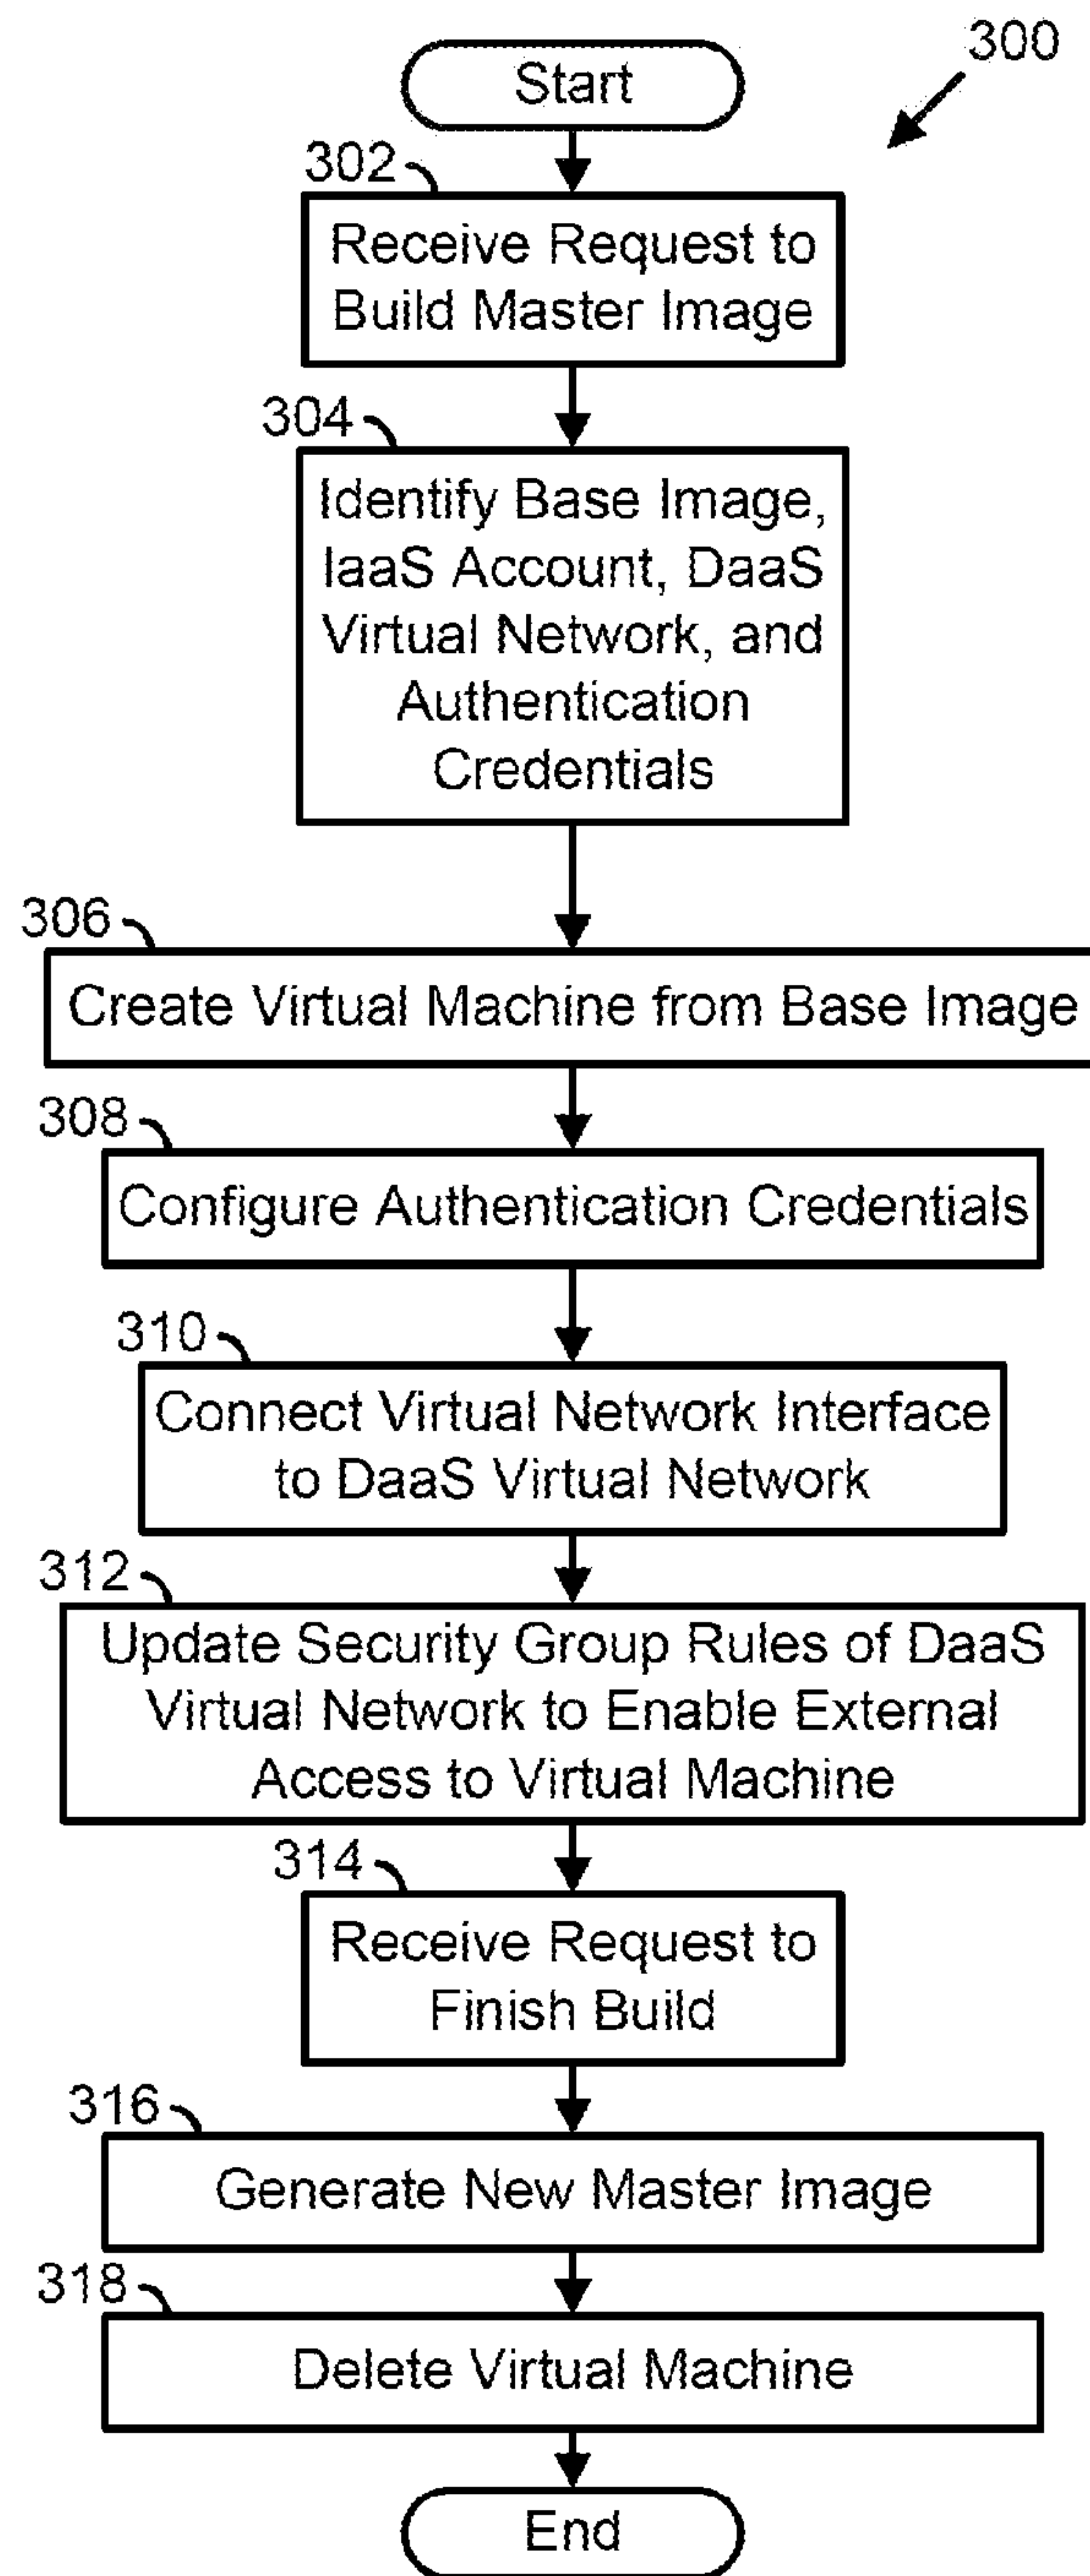 300
Start
302
Receive Request to
Build Master Image
304
Identify Base Image,
IaaS Account, DaaS
Virtual Network, and
Authentication
Credentials
306
Create Virtual Machine from Base Image
308
Configure Authentication Credentials
310
Connect Virtual Network Interface
to DaaS Virtual Network
312
Update Security Group Rules of DaaS
Virtual Network to Enable External
Access to Virtual Machine
314
Receive Request to
Finish Build
316
Generate New Master Image
318
Delete Virtual Machine
End